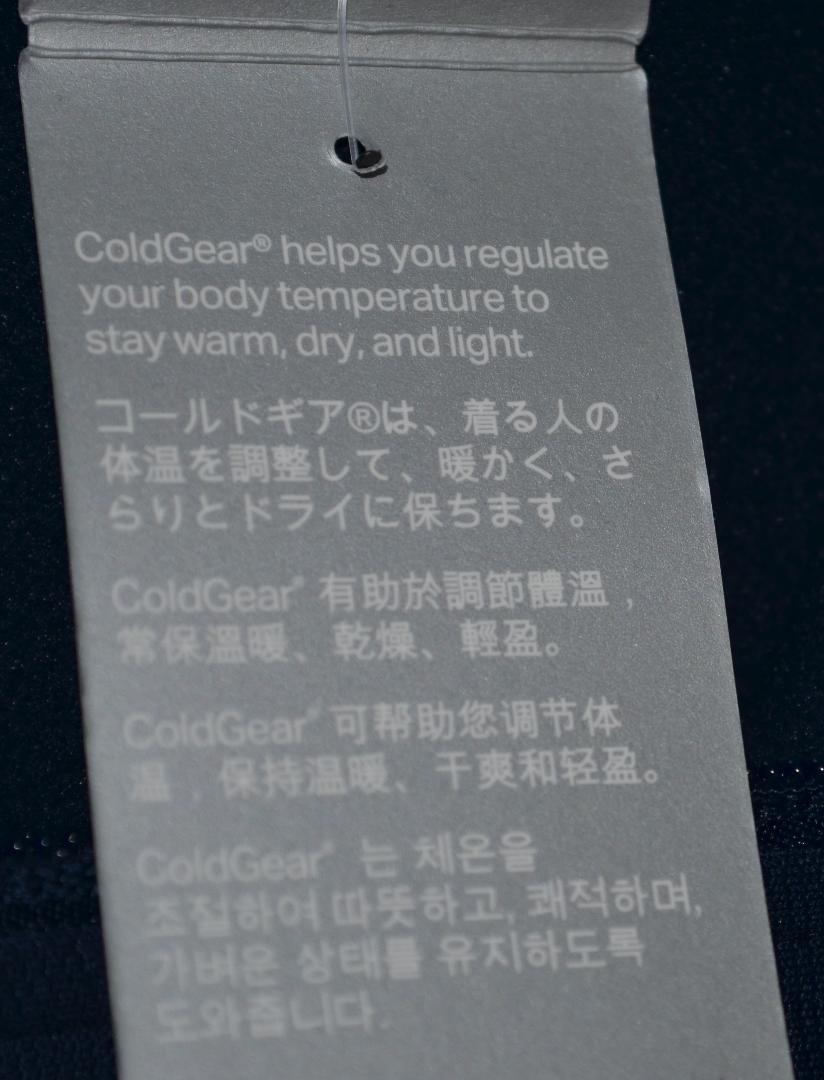 ColdGear® helps you regulate
your body temperature to
stay warm, dry, and light.
コールドギア®は、着る人の
体温を調整して、暖かく、さ
らりとドライに保ちます。
ColdGear® 有助於調節體溫，
常保溫暖、乾燥、輕盈。
ColdGear® 可帮助您调节体
温，保持温暖、干爽和轻盈。
ColdGear® 는 체온을
조절하여 따뜻하고, 쾌적하며,
가벼운 상태를 유지하도록
도와줍니다.